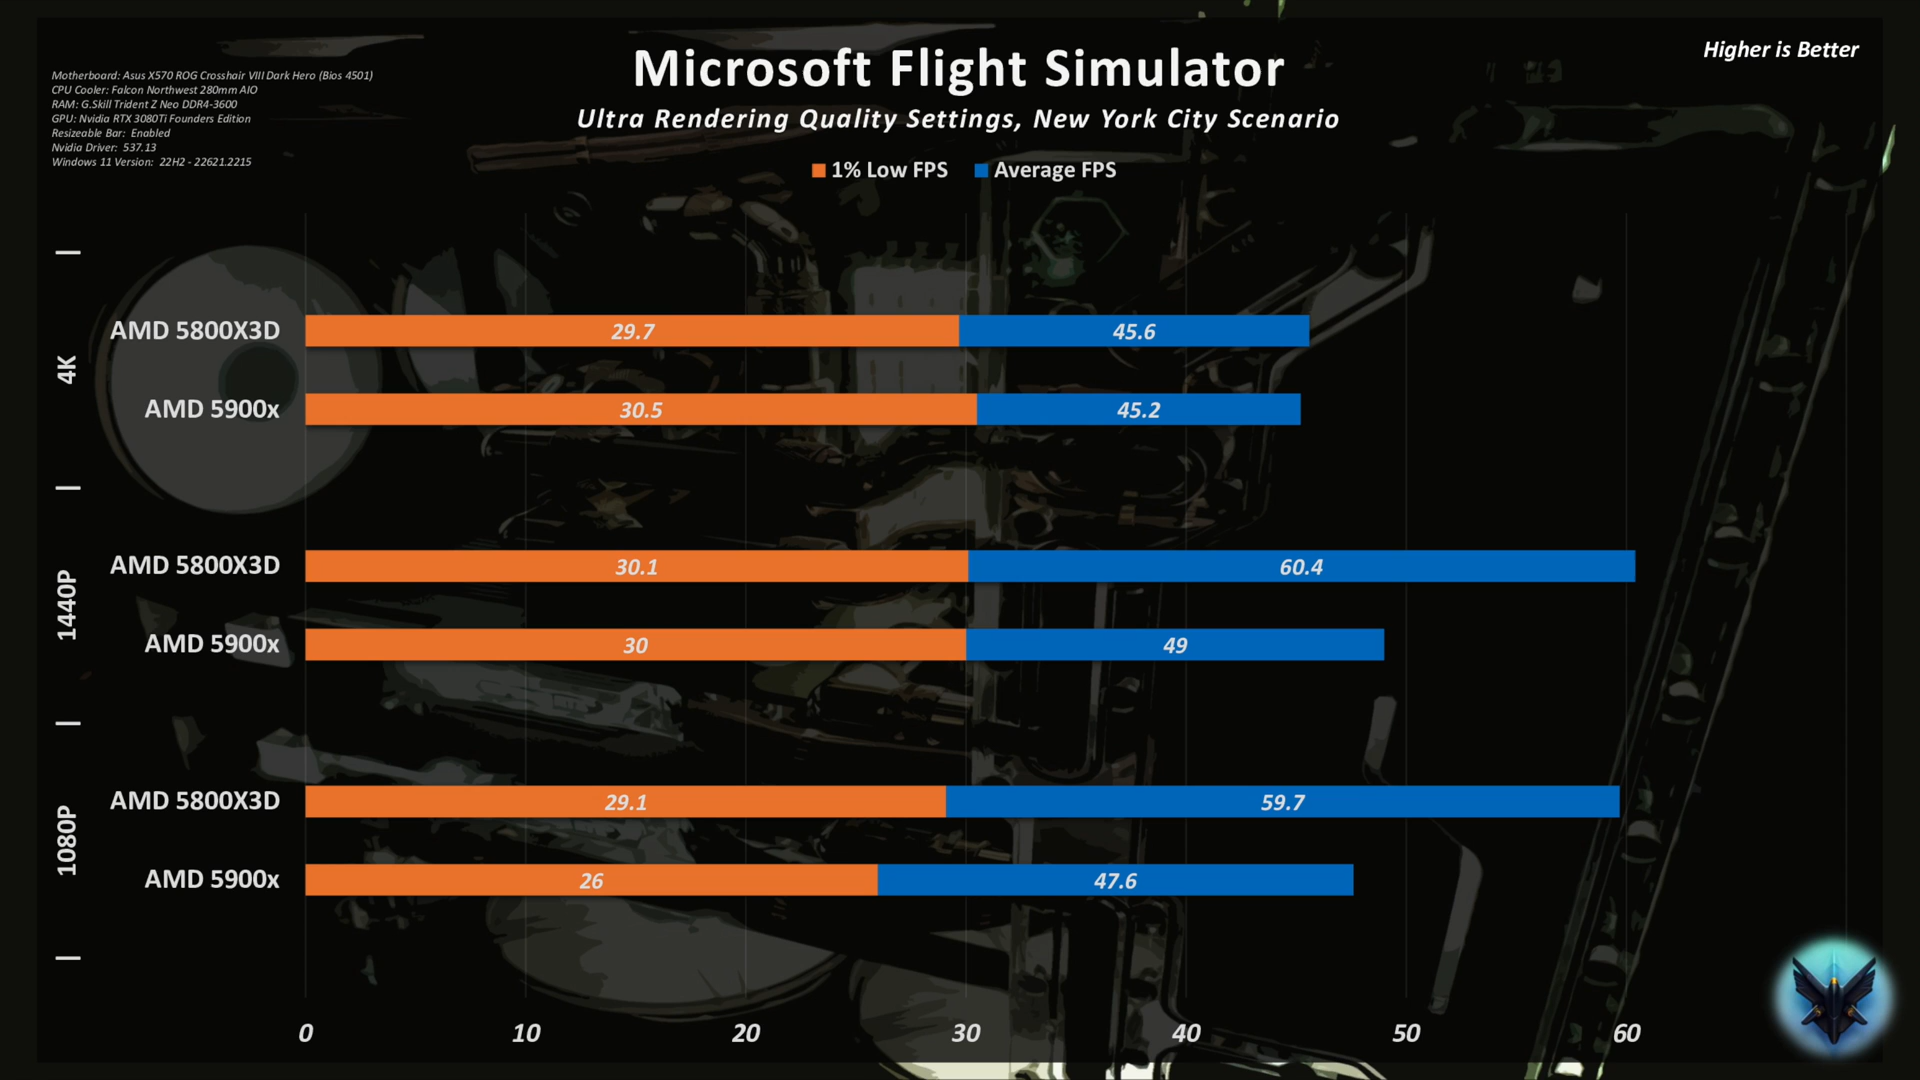 Microsoft Flight Simulator
Higher is Better
Ultra Rendering Quality Settings, New York City Scenario
Motherboard: Asus X570 ROG Crosshair VIII Dark Hero (Bios 4501)
CPU Cooler: Falcon Northwest 280mm AIO
RAM: G.Skill Trident Z Neo DDR4-3600
GPU: Nvidia RTX 3080Ti Founders Edition
Resizeable Bar: Enabled
Nvidia Driver: 537.13
Windows 11 Version: 22H2 - 22621.2215
1% Low FPS Average FPS
4K
AMD 5800X3D 29.7 45.6
AMD 5900x 30.5 45.2
1440P
AMD 5800X3D 30.1 60.4
AMD 5900x 30 49
1080P
AMD 5800X3D 29.1 59.7
AMD 5900x 26 47.6
0 10 20 30 40 50 60